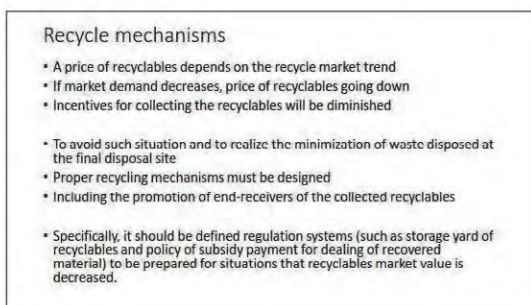 Recycle mechanisms
• A price of recyclables depends on the recycle market trend
• If market demand decreases, price of recyclables going down
• Incentives for collecting the recyclables will be diminished
• To avoid such situation and to realize the minimization of waste disposed at
the final disposal site
• Proper recycling mechanisms must be designed
• Including the promotion of end-receivers of the collected recyclables
• Specifically, it should be defined regulation systems (such as storage yard of
recyclables and policy of subsidy payment for dealing of recovered
material) to be prepared for situations that recyclables market value is
decreased.